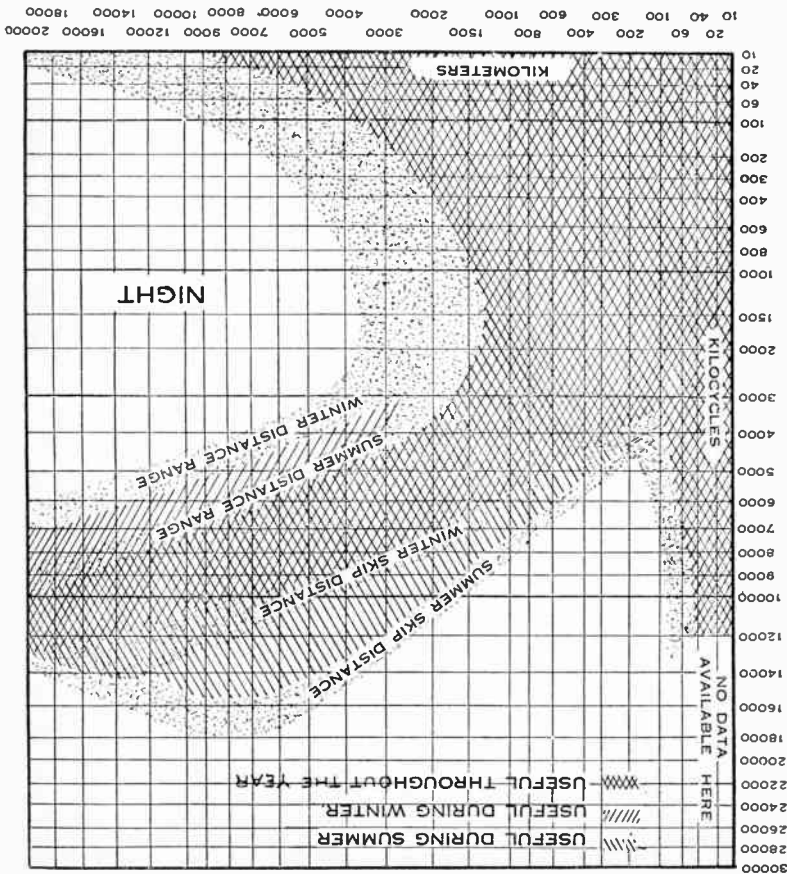 30000
28000
USEFUL DURING SUMMER
26000
24000
USEFUL DURING WINTER.
22000
USEFUL THROUGHOUT THE YEAR
20000
18000
NO DATA
AVAILABLE HERE
16000
14000
12000
10000
9000
8000
7000
6000
5000
4000
3000
SUMMER SKIP DISTANCE
WINTER SKIP DISTANCE
SUMMER DISTANCE RANGE
WINTER DISTANCE RANGE
KILOCYCLES
2000
1500
NIGHT
1000
800
600
400
300
200
100
60
40
20
10
KILOMETERS
20 60 200 400 800 1500 3000 5000 7000 9000 12000 16000 20000
10 40 100 300 600 1000 2000 4000 6000 8000 10000 14000 18000